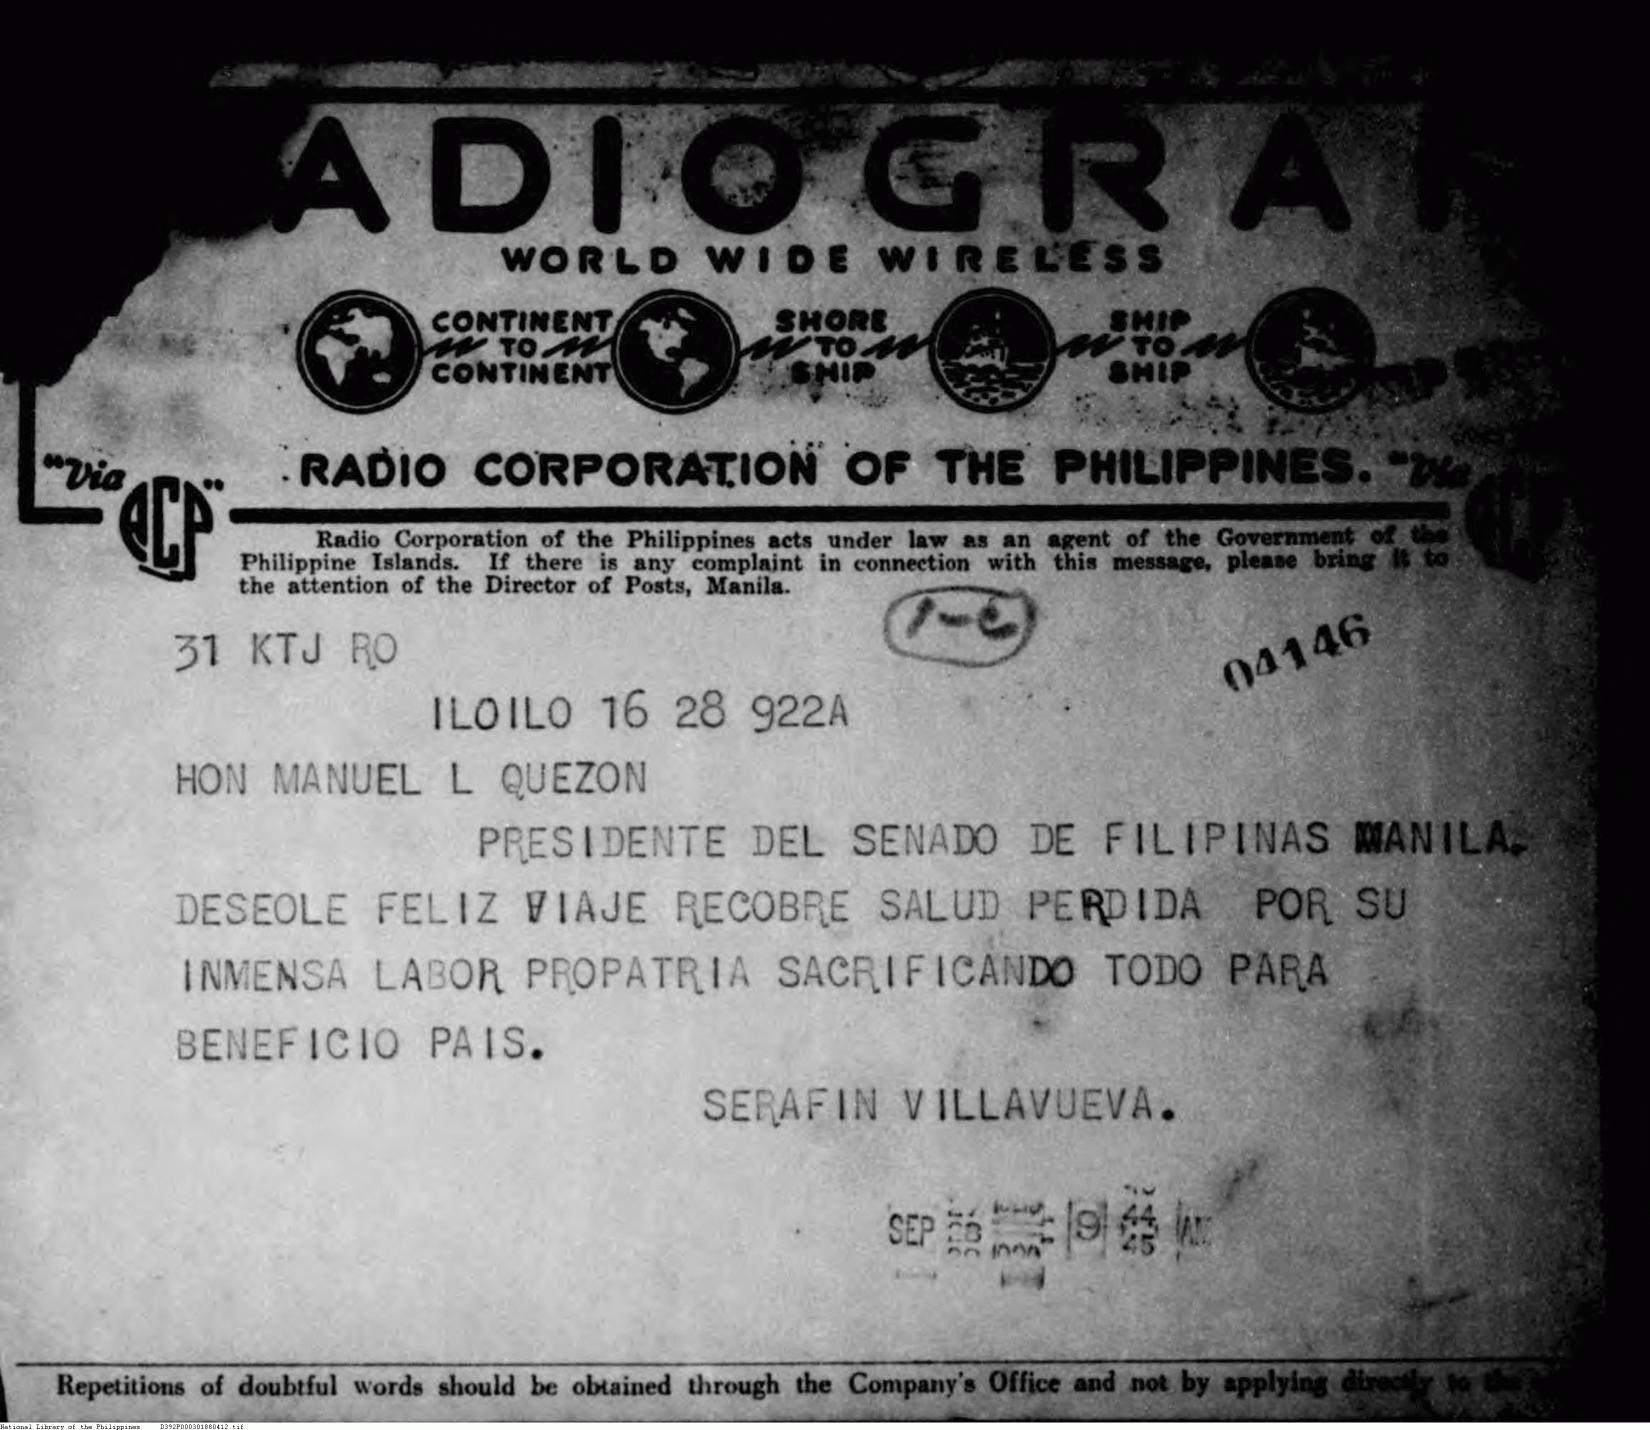 ADIOGRA
WORLD WIDE WIRELESS
CONTINENT TO CONTINENT
SHORE TO SHIP
SHIP TO SHIP
"Via RCP"
RADIO CORPORATION OF THE PHILIPPINES.
"Via
Radio Corporation of the Philippines acts under law as an agent of the Government of the
Philippine Islands. If there is any complaint in connection with this message, please bring it to
the attention of the Director of Posts, Manila.
1-c
04146
31 KTJ RO
ILOILO 16 28 922A
HON MANUEL L QUEZON
PRESIDENTE DEL SENADO DE FILIPINAS MANILA.
DESEOLE FELIZ VIAJE RECOBRE SALUD PERDIDA POR SU
INMENSA LABOR PROPATRIA SACRIFICANDO TODO PARA
BENEFICIO PAIS.
SERAFIN VILLAVUEVA.
SEP 28 9 44 45
Repetitions of doubtful words should be obtained through the Company's Office and not by applying directly to the
National Library of the Philippines D392P000301880412.tif